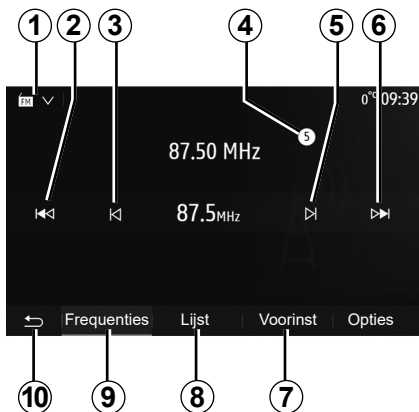 1 2 3 4 5 6
FM 0°C 09:39
5
87.50 MHz
87.5MHz
Frequenties Lijst Voorinst Opties
10 9 8 7